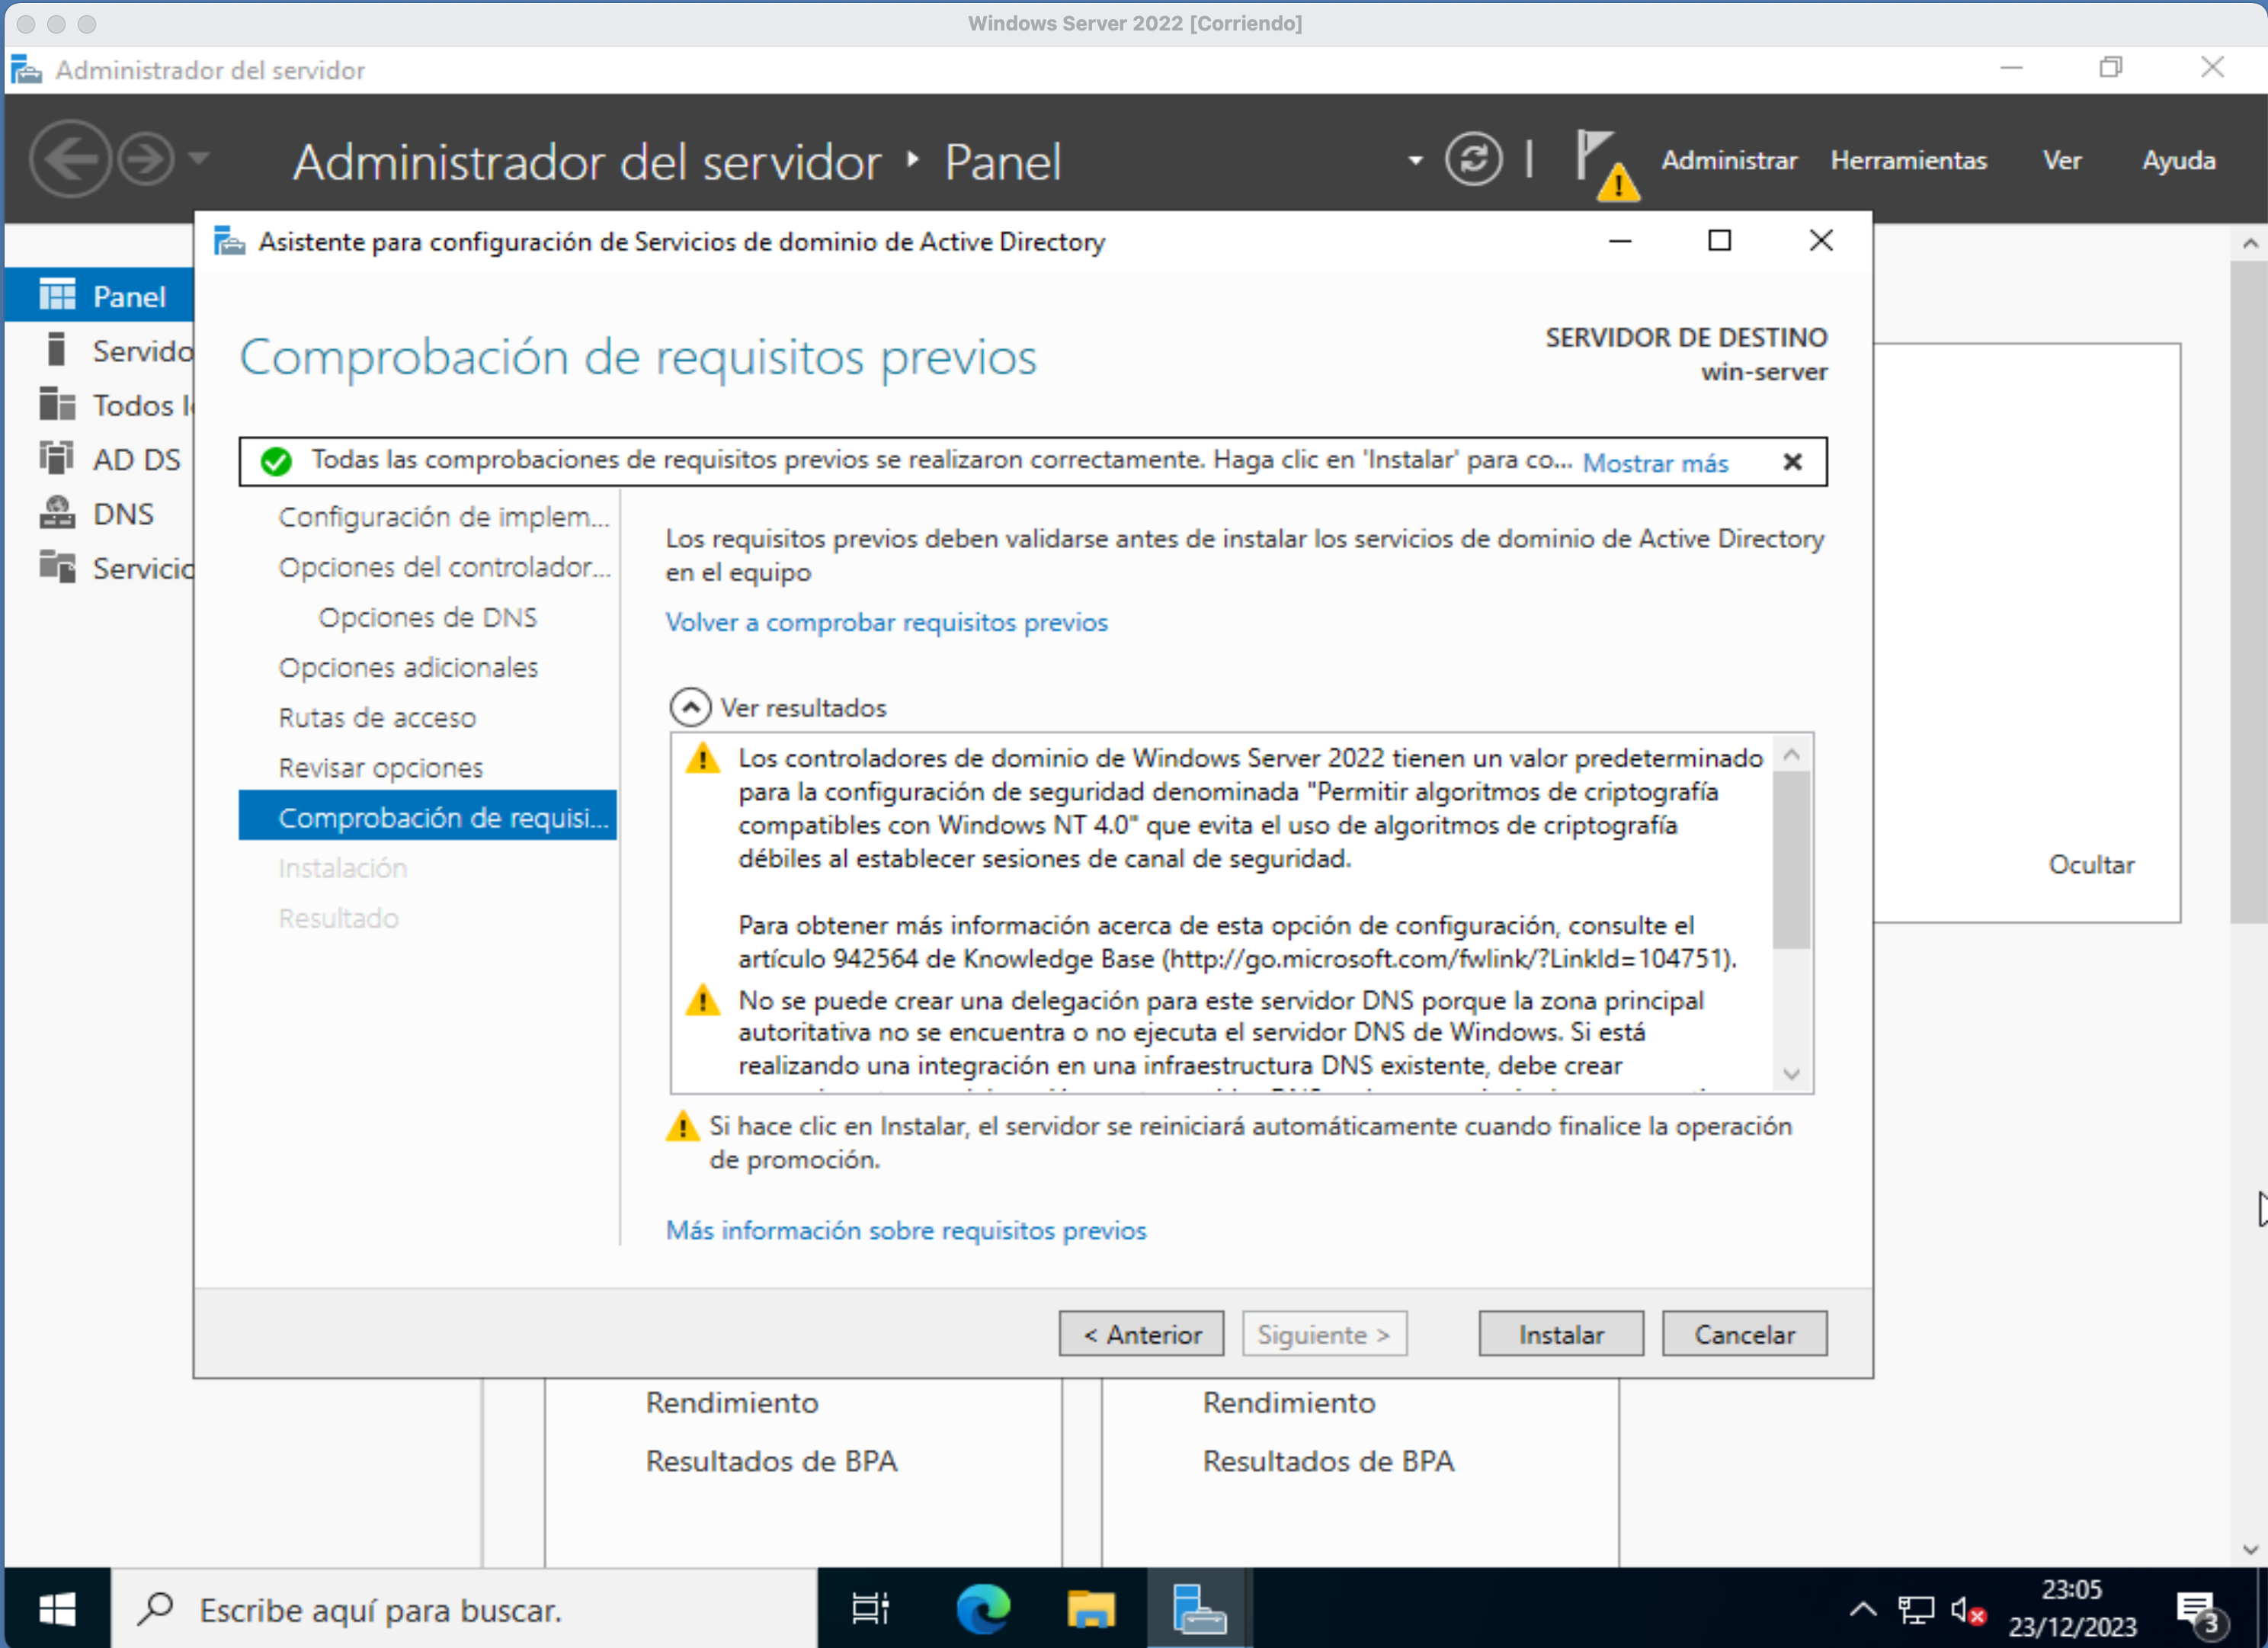 Windows Server 2022 [Corriendo]
Administrador del servidor
Administrador del servidor ‣ Panel
Administrar Herramientas Ver Ayuda
Asistente para configuración de Servicios de dominio de Active Directory
Panel
Servido
Todos l
AD DS
DNS
Servicio
Comprobación de requisitos previos
SERVIDOR DE DESTINO
win-server
Todas las comprobaciones de requisitos previos se realizaron correctamente. Haga clic en 'Instalar' para co... Mostrar más
Configuración de implem...
Opciones del controlador...
Opciones de DNS
Opciones adicionales
Rutas de acceso
Revisar opciones
Comprobación de requisi...
Instalación
Resultado
Los requisitos previos deben validarse antes de instalar los servicios de dominio de Active Directory
en el equipo
Volver a comprobar requisitos previos
Ver resultados
Los controladores de dominio de Windows Server 2022 tienen un valor predeterminado
para la configuración de seguridad denominada "Permitir algoritmos de criptografía
compatibles con Windows NT 4.0" que evita el uso de algoritmos de criptografía
débiles al establecer sesiones de canal de seguridad.
Para obtener más información acerca de esta opción de configuración, consulte el
artículo 942564 de Knowledge Base (http://go.microsoft.com/fwlink/?LinkId=104751).
No se puede crear una delegación para este servidor DNS porque la zona principal
autoritativa no se encuentra o no ejecuta el servidor DNS de Windows. Si está
realizando una integración en una infraestructura DNS existente, debe crear
Si hace clic en Instalar, el servidor se reiniciará automáticamente cuando finalice la operación
de promoción.
Más información sobre requisitos previos
< Anterior Siguiente > Instalar Cancelar
Ocultar
Rendimiento
Resultados de BPA
Rendimiento
Resultados de BPA
Escribe aquí para buscar.
23:05
23/12/2023
3